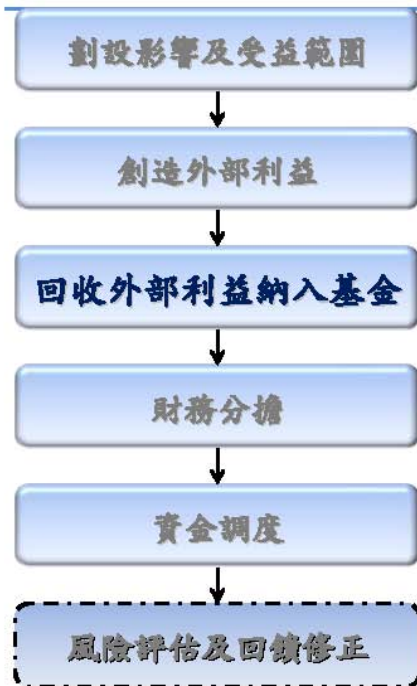 劃設影響及受益範圍
創造外部利益
回收外部利益納入基金
財務分擔
資金調度
風險評估及回饋修正